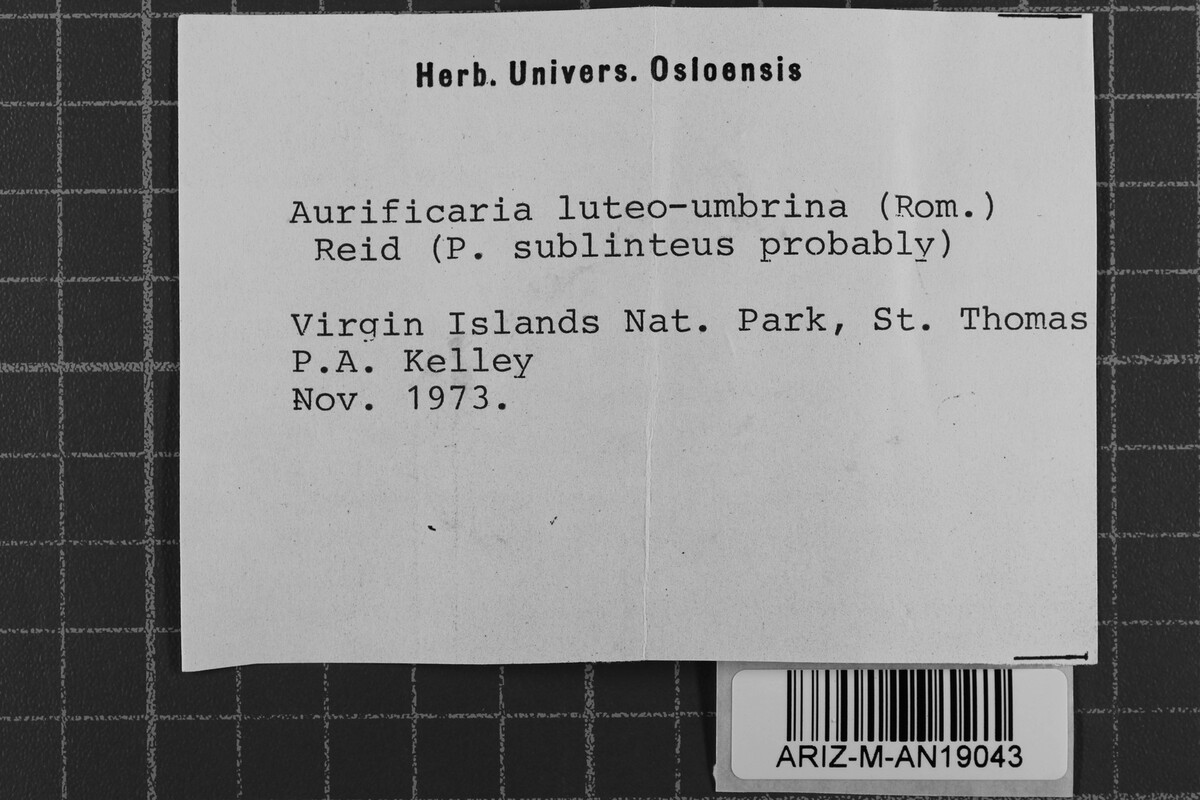 Herb. Univers. Osloensis
Aurificaria luteo-umbrina (Rom.)
Reid (P. sublinteus probably)
Virgin Islands Nat. Park, St. Thomas
P.A. Kelley
Nov. 1973.
ARIZ-M-AN19043